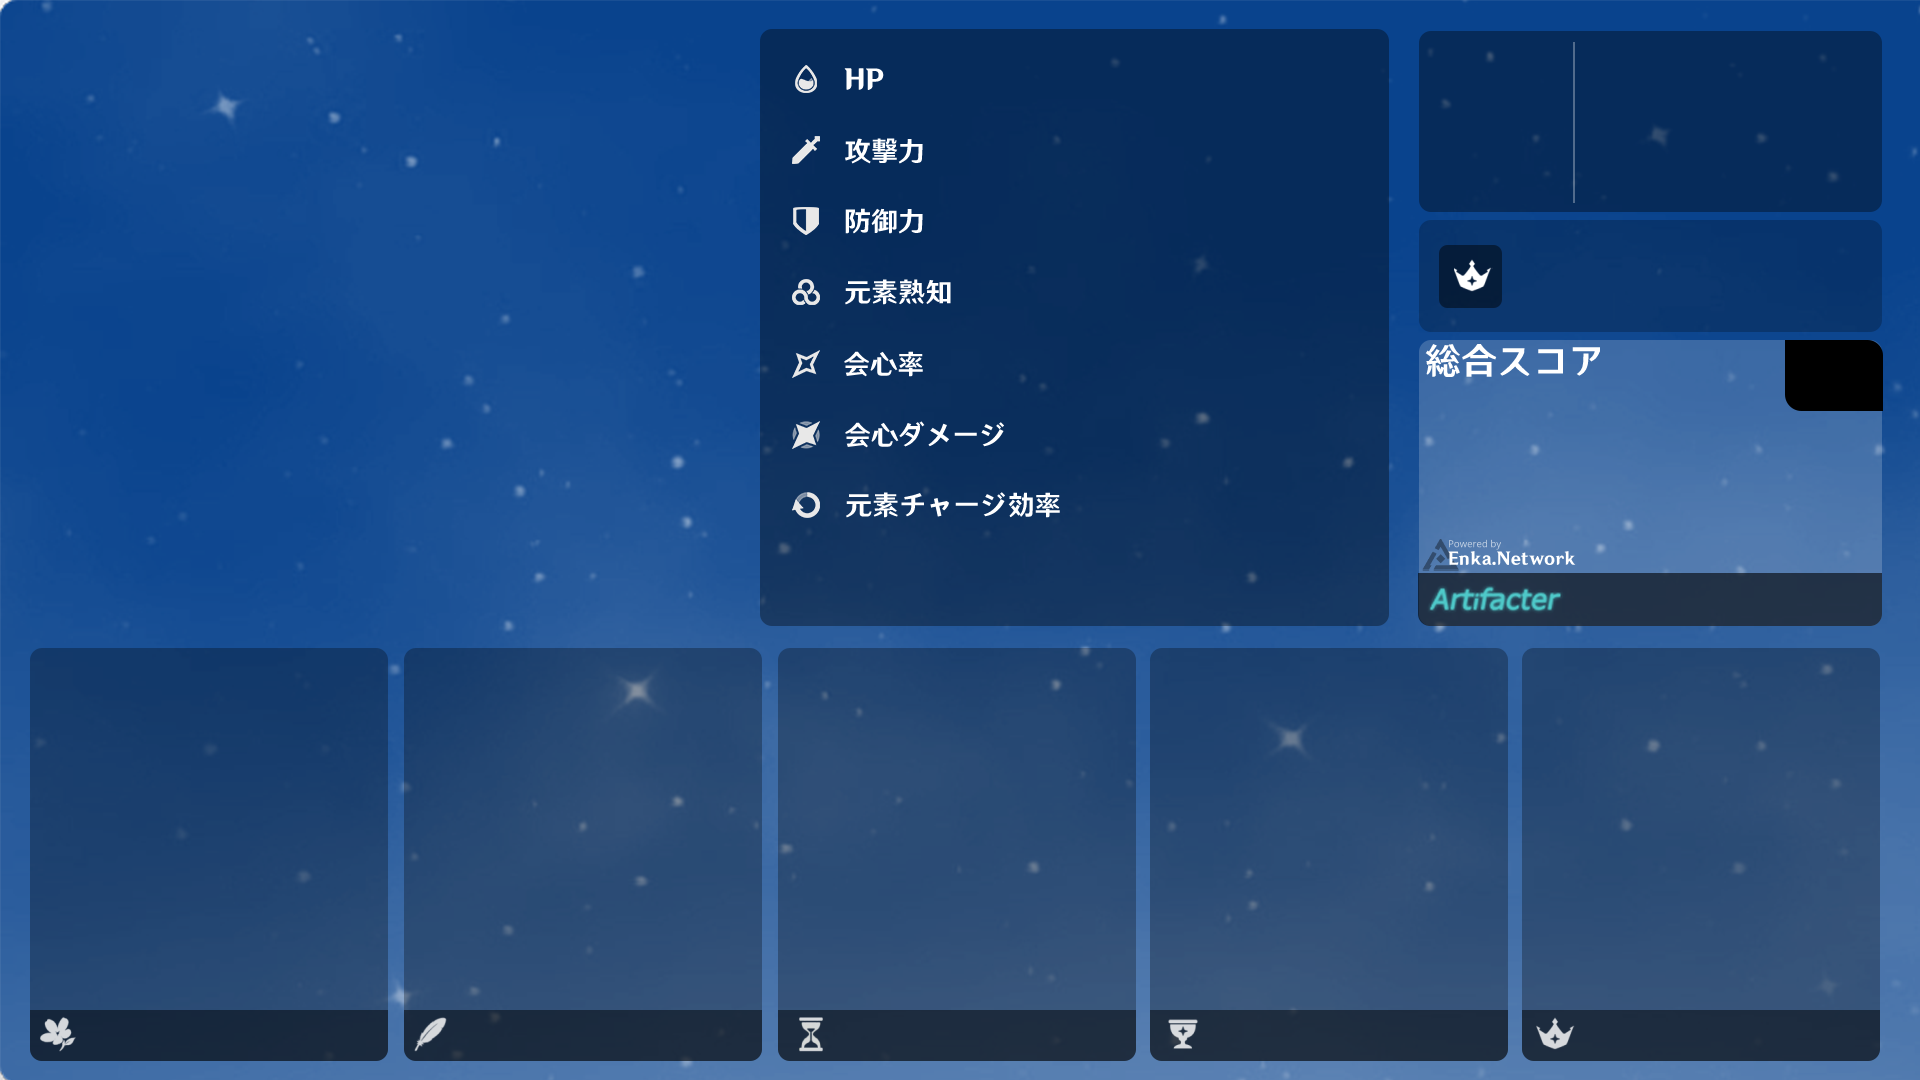 HP
攻撃力
防御力
元素熟知
会心率
会心ダメージ
元素チャージ効率
総合スコア
Powered by
Enka.Network
Artifacter